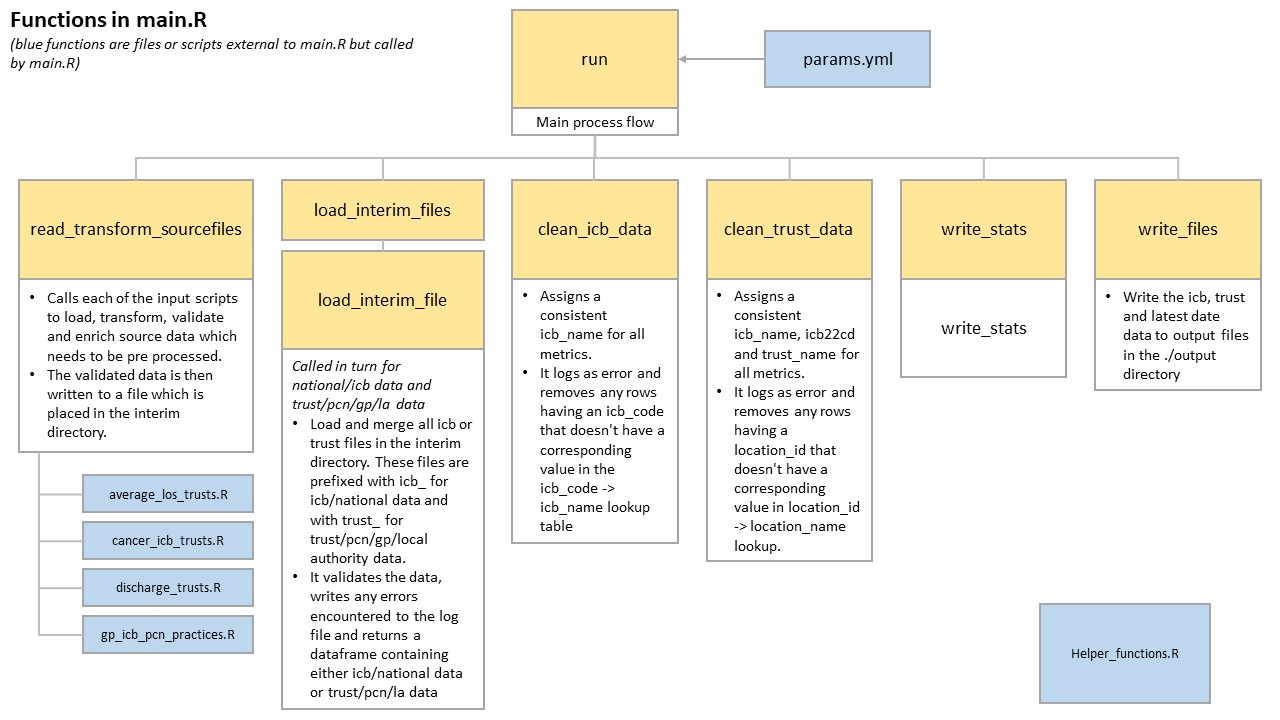 Functions in main.R
(blue functions are files or scripts external to main.R but called
by main.R)
run
Main process flow
params.yml
read_transform_sourcefiles
• Calls each of the input scripts
to load, transform, validate
and enrich source data which
needs to be pre processed.
• The validated data is then
written to a file which is
placed in the interim
directory.
average_los_trusts.R
cancer_icb_trusts.R
discharge_trusts.R
gp_icb_pcn_practices.R
load_interim_files
load_interim_file
Called in turn for
national/icb data and
trust/pcn/gp/la data
• Load and merge all icb or
trust files in the interim
directory. These files are
prefixed with icb_ for
icb/national data and
with trust_ for
trust/pcn/gp/local
authority data.
• It validates the data,
writes any errors
encountered to the log
file and returns a
dataframe containing
either icb/national data
or trust/pcn/la data
clean_icb_data
• Assigns a
consistent
icb_name for all
metrics.
• It logs as error and
removes any rows
having an icb_code
that doesn't have a
corresponding
value in the
icb_code ->
icb_name lookup
table
clean_trust_data
• Assigns a
consistent
icb_name, icb22cd
and trust_name for
all metrics.
• It logs as error and
removes any rows
having a
location_id that
doesn't have a
corresponding
value in location_id
-> location_name
lookup.
write_stats
write_stats
write_files
• Write the icb, trust
and latest date
data to output files
in the ./output
directory
Helper_functions.R